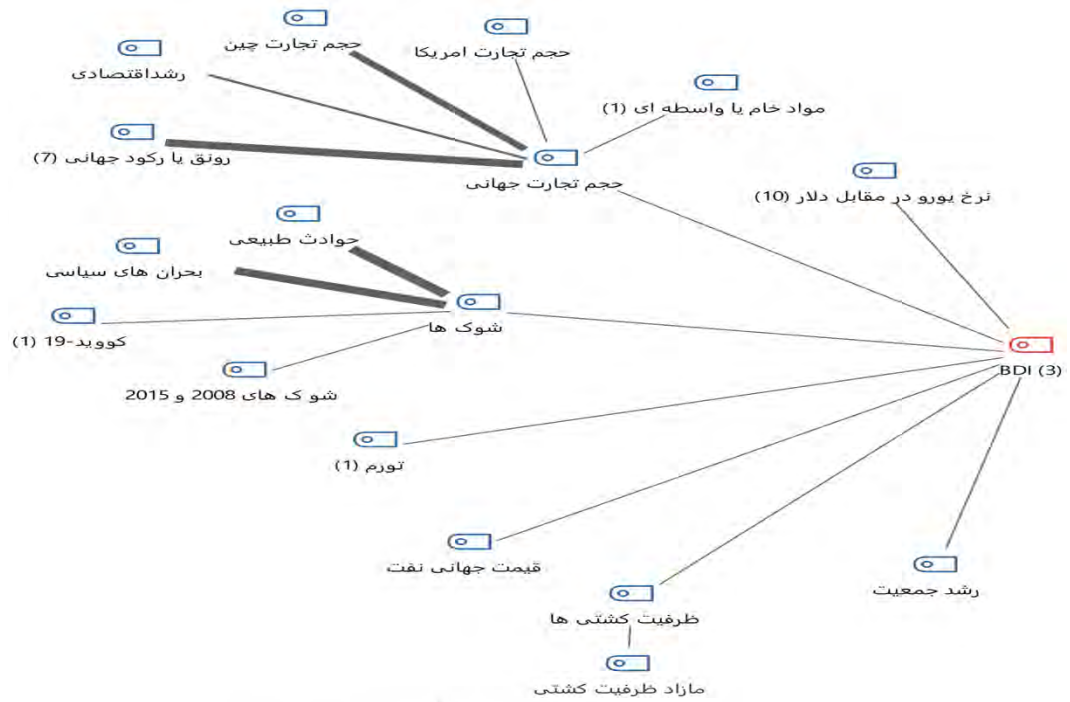 حجم تجارت چین
حجم تجارت امریکا
رشداقتصادی
مواد خام یا واسطه ای (1)
رونق یا رکود جهانی (7)
حجم تجارت جهانی
نرخ یورو در مقابل دلار (10)
حوادث طبیعی
بحران های سیاسی
شوک ها
کووید-19 (1)
BDI (3)
شو ک های 2008 و 2015
تورم (1)
قیمت جهانی نفت
رشد جمعیت
ظرفیت کشتی ها
مازاد ظرفیت کشتی